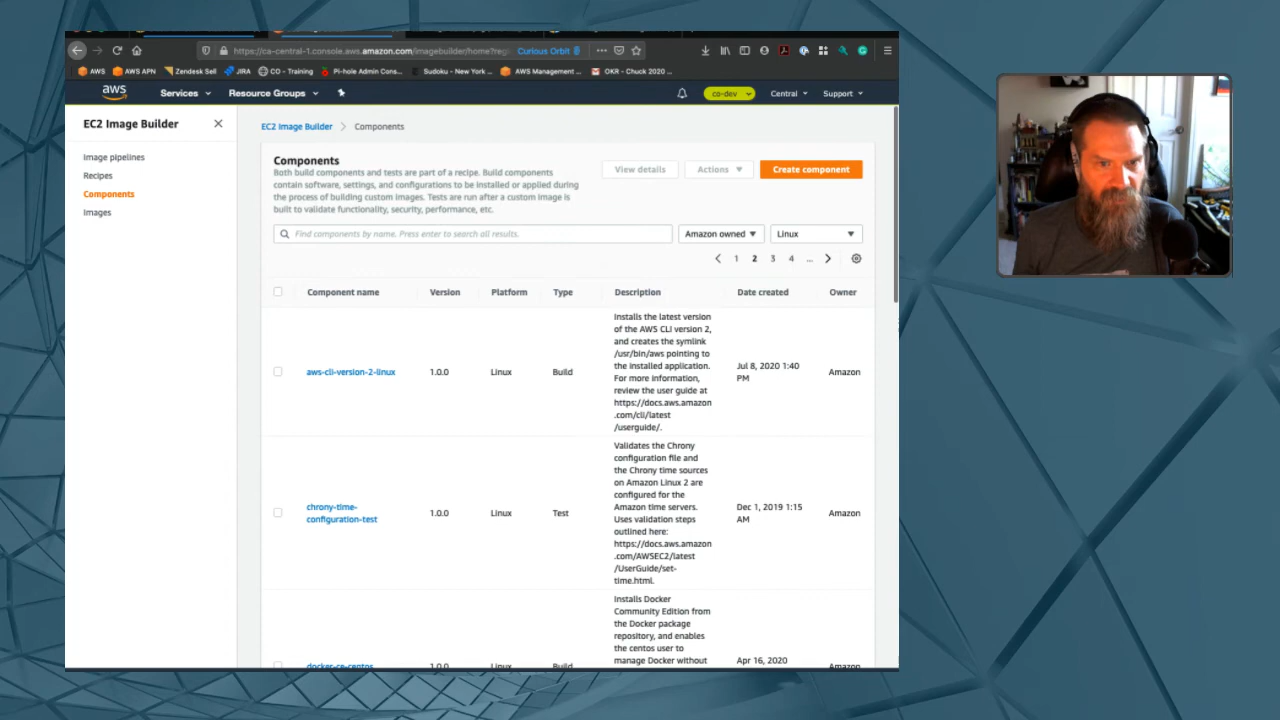 https://ca-central-1.console.aws.amazon.com/imagebuilder/home?reg
Curious Orbit
AWS
AWS APN
Zendesk Sell
JIRA
CO - Training
Pi-hole Admin Cons...
Sudoku - New York ...
AWS Management ...
OKR - Chuck 2020 ...
aws
Services
Resource Groups
co-dev
Central
Support
EC2 Image Builder
Image pipelines
Recipes
Components
Images
EC2 Image Builder > Components
Components
Both build components and tests are part of a recipe. Build components
contain software, settings, and configurations to be installed or applied during
the process of building custom images. Tests are run after a custom image is
built to validate functionality, security, performance, etc.
View details
Actions
Create component
Find components by name. Press enter to search all results.
Amazon owned
Linux
1 2 3 4 ...
Component name Version Platform Type Description Date created Owner
aws-cli-version-2-linux
1.0.0
Linux
Build
Installs the latest version
of the AWS CLI version 2,
and creates the symlink
/usr/bin/aws pointing to
the installed application.
For more information,
review the user guide at
https://docs.aws.amazon
.com/cli/latest
/userguide/.
Jul 8, 2020 1:40
PM
Amazon
chrony-time-
configuration-test
1.0.0
Linux
Test
Validates the Chrony
configuration file and
the Chrony time sources
on Amazon Linux 2 are
configured for the
Amazon time servers.
Uses validation steps
outlined here:
https://docs.aws.amazon
.com/AWSEC2/latest
/UserGuide/set-
time.html.
Dec 1, 2019 1:15
AM
Amazon
docker-ce-centos
1.0.0
Linux
Build
Installs Docker
Community Edition from
the Docker package
repository, and enables
the centos user to
manage Docker without
Apr 16, 2020
Amazon